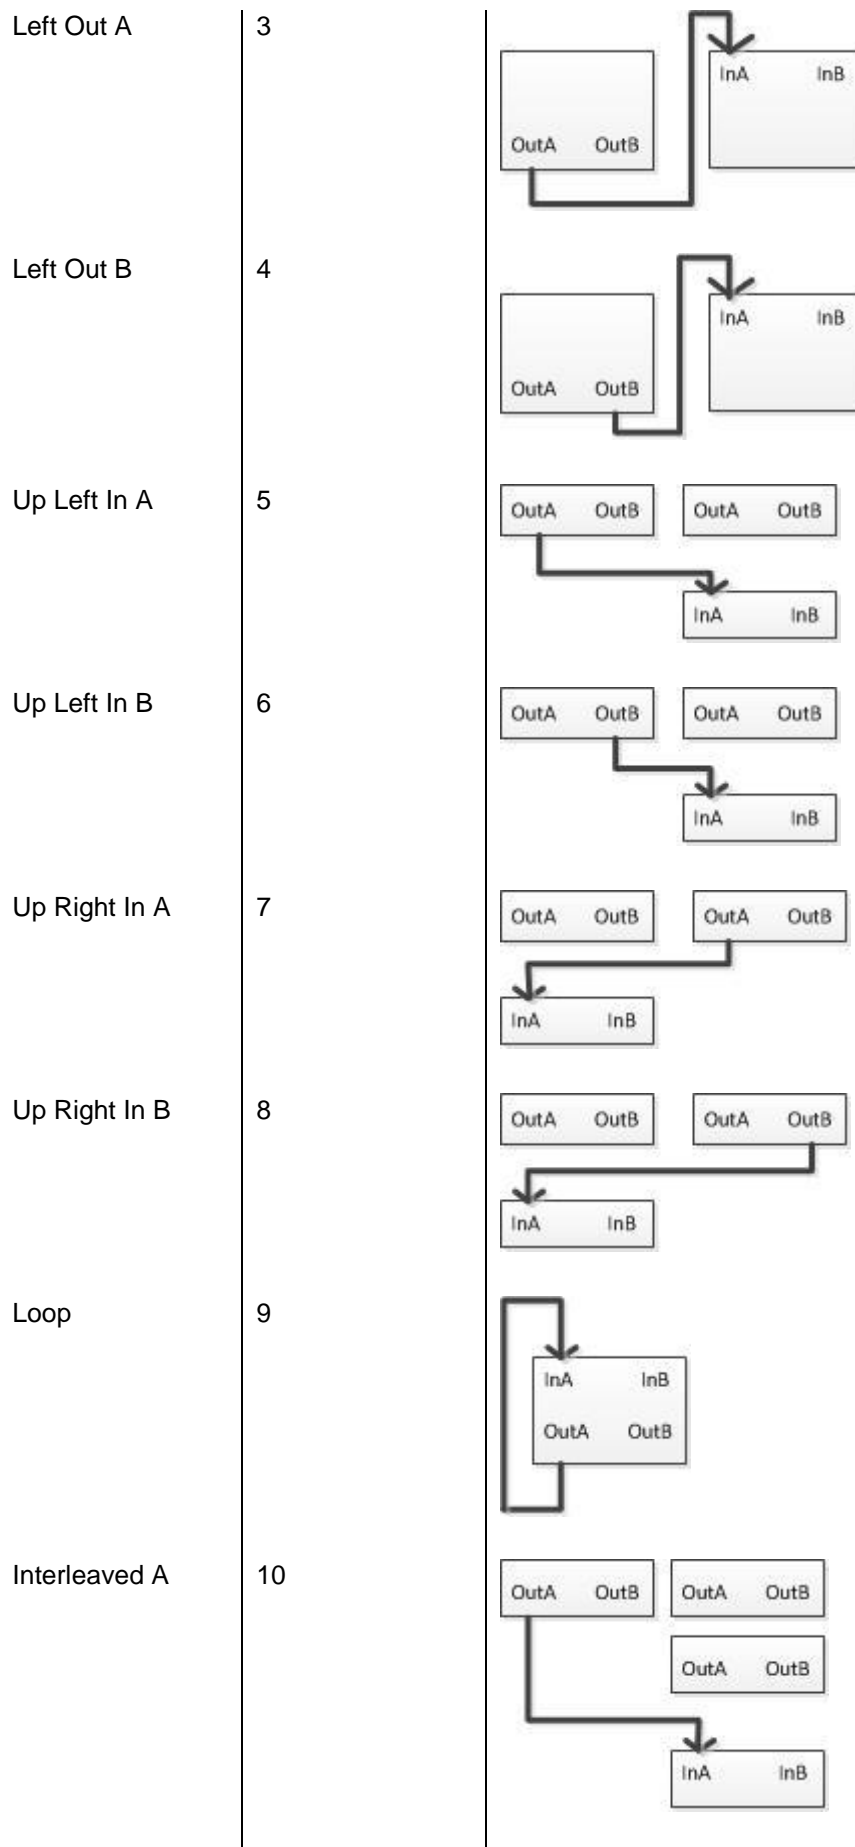 Left Out A 3
InA InB
OutA OutB
Left Out B 4
InA InB
OutA OutB
Up Left In A 5
OutA OutB OutA OutB
InA InB
Up Left In B 6
OutA OutB OutA OutB
InA InB
Up Right In A 7
OutA OutB OutA OutB
InA InB
Up Right In B 8
OutA OutB OutA OutB
InA InB
Loop 9
InA InB
OutA OutB
Interleaved A 10
OutA OutB OutA OutB
OutA OutB
InA InB